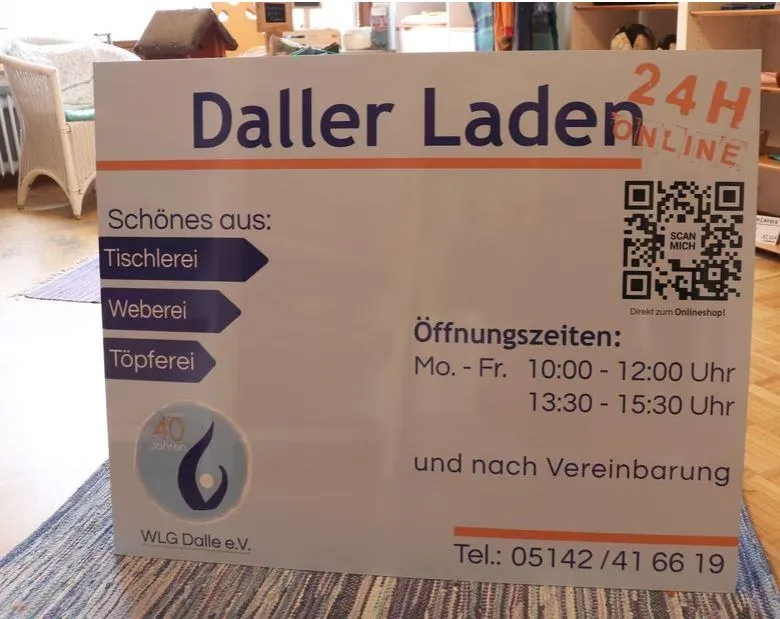 Daller Laden
24H
ONLINE
Schönes aus:
Tischlerei
Weberei
Töpferei
SCAN
MICH
Direkt zum Onlineshop!
Öffnungszeiten:
Mo. - Fr. 10:00 - 12:00 Uhr
13:30 - 15:30 Uhr
und nach Vereinbarung
40
Jahren
WLG Dalle e.V.
Tel.: 05142 /41 66 19